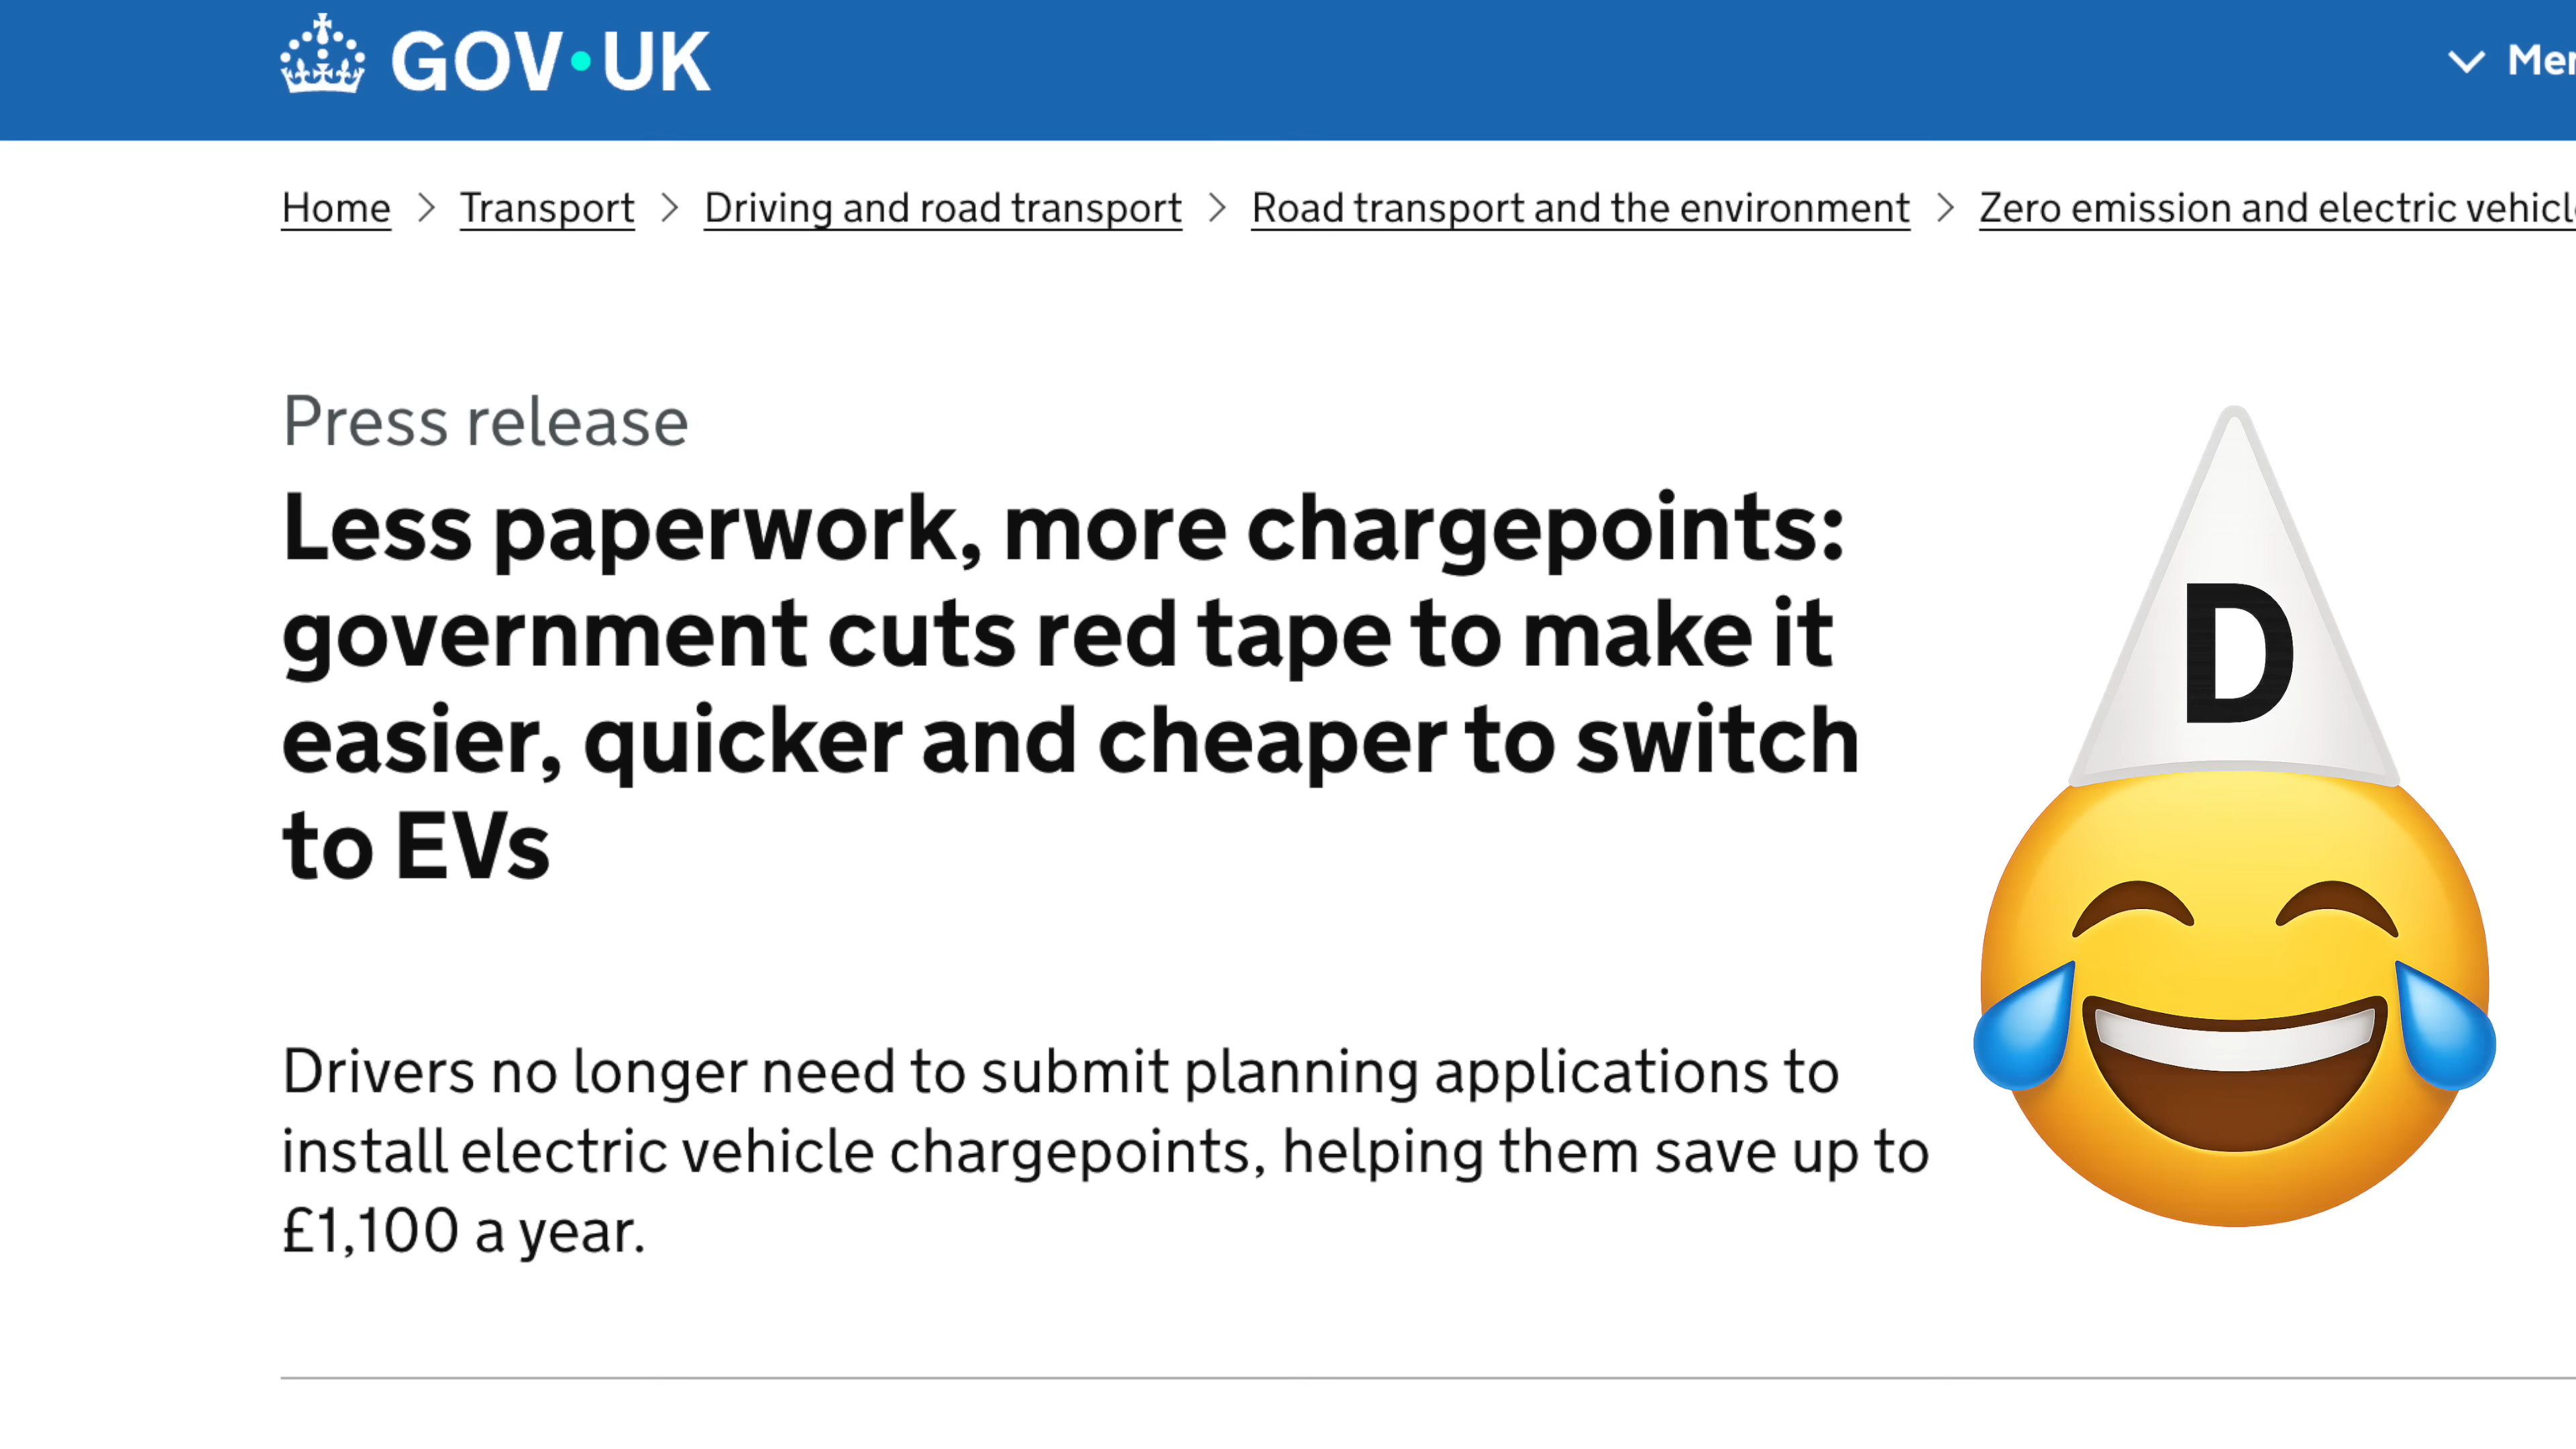 GOV·UK
Home > Transport > Driving and road transport > Road transport and the environment > Zero emission and electric
Press release
Less paperwork, more chargepoints:
government cuts red tape to make it
easier, quicker and cheaper to switch
to EVs
D
Drivers no longer need to submit planning applications to
install electric vehicle chargepoints, helping them save up to
£1,100 a year.